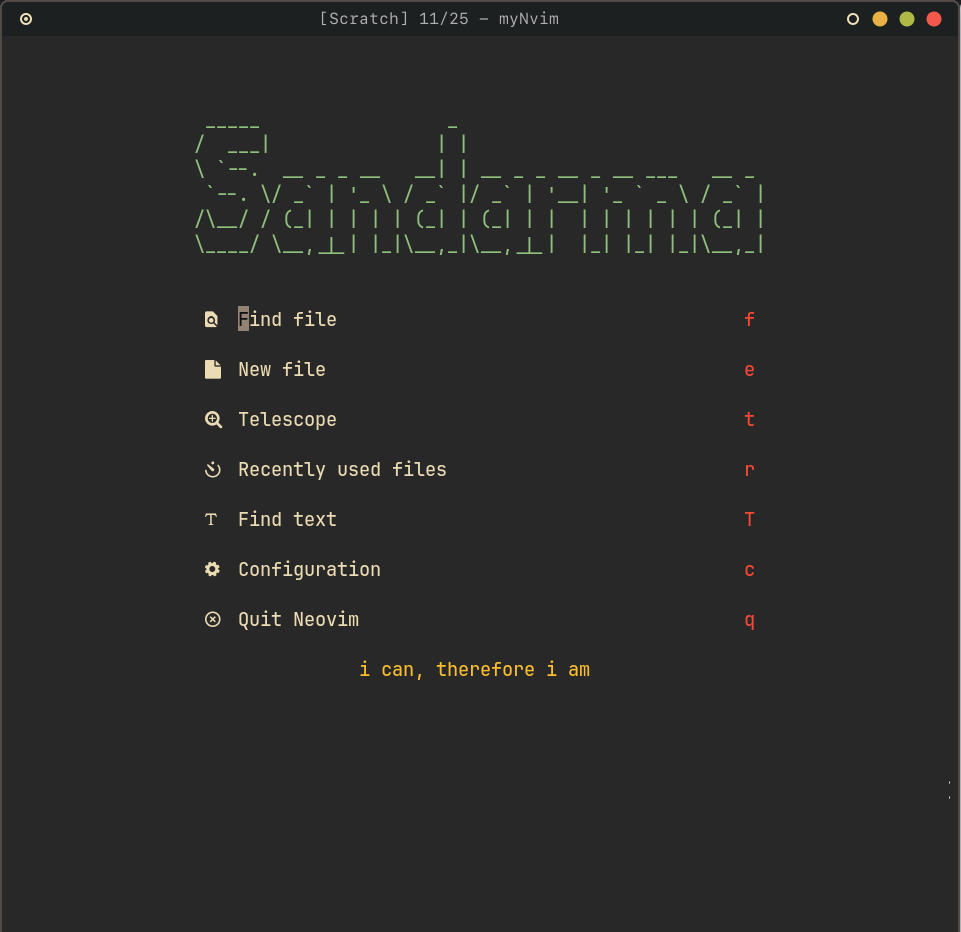 [Scratch] 11/25 – myNvim
Sandarma
Find file f
New file e
Telescope t
Recently used files r
Find text T
Configuration c
Quit Neovim q
i can, therefore i am